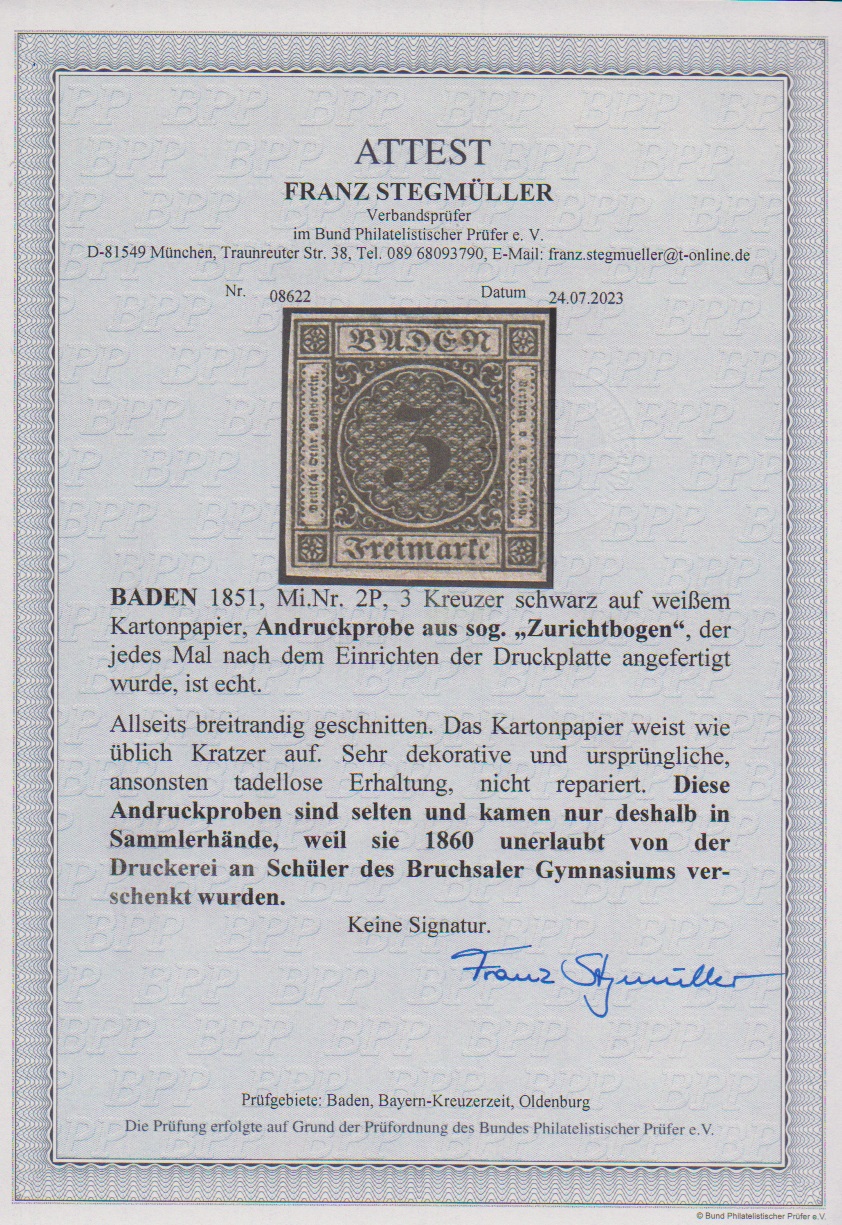 ATTEST
FRANZ STEGMÜLLER
Verbandsprüfer
im Bund Philatelistischer Prüfer e. V.
D-81549 München, Traunreuter Str. 38, Tel. 089 68093790, E-Mail: franz.stegmueller@t-online.de
Nr. 08622 Datum 24.07.2023
BADEN
3
Freimarke
BADEN 1851, Mi.Nr. 2P, 3 Kreuzer schwarz auf weißem
Kartonpapier, Andruckprobe aus sog. „Zurichtbogen“, der
jedes Mal nach dem Einrichten der Druckplatte angefertigt
wurde, ist echt.
Allseits breitrandig geschnitten. Das Kartonpapier weist wie
üblich Kratzer auf. Sehr dekorative und ursprüngliche,
ansonsten tadellose Erhaltung, nicht repariert. Diese
Andruckproben sind selten und kamen nur deshalb in
Sammlerhände, weil sie 1860 unerlaubt von der
Druckerei an Schüler des Bruchsaler Gymnasiums ver-
schenkt wurden.
Keine Signatur.
Franz Stegmüller
Prüfgebiete: Baden, Bayern-Kreuzerzeit, Oldenburg
Die Prüfung erfolgte auf Grund der Prüfordnung des Bundes Philatelistischer Prüfer e.V.
© Bund Philatelistischer Prüfer e.V.